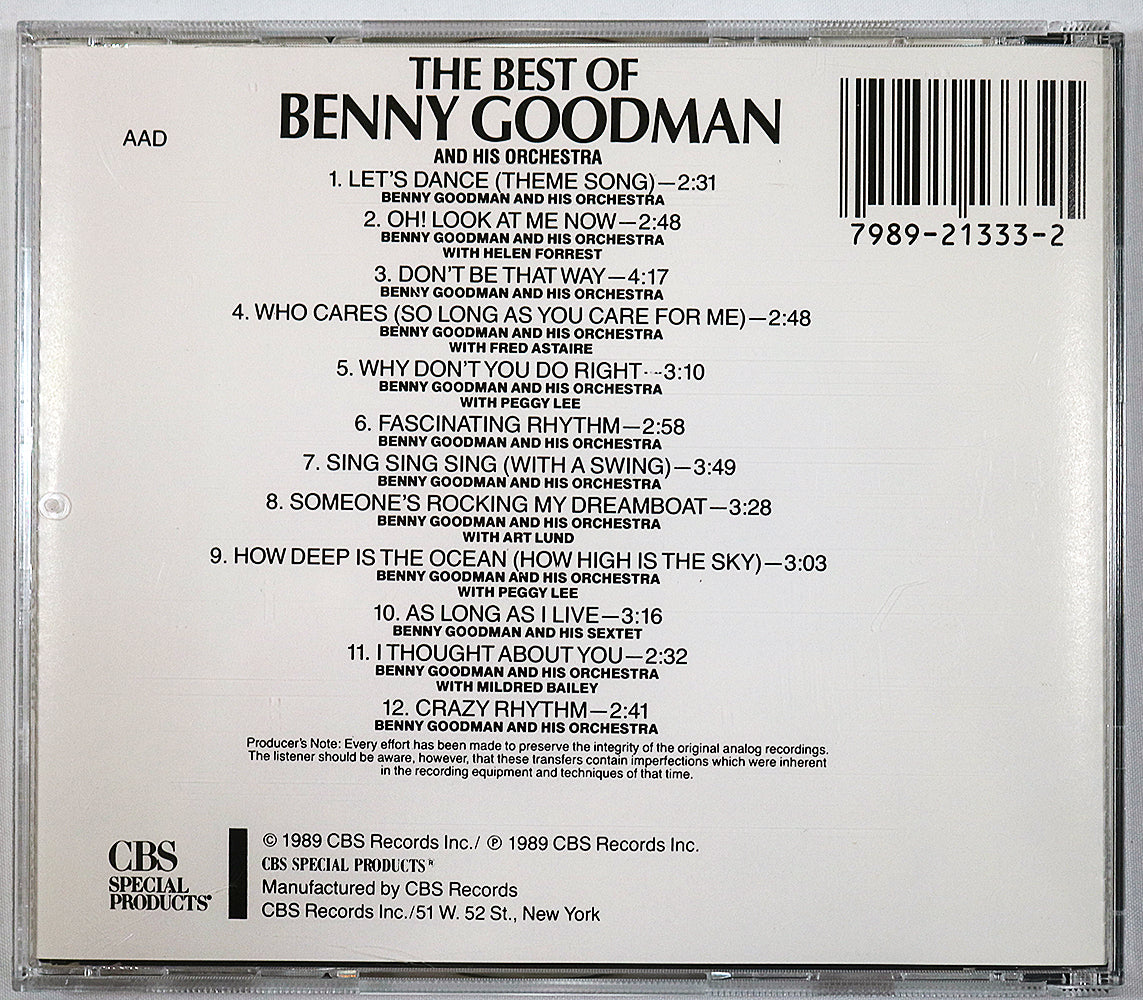 THE BEST OF
BENNY GOODMAN
AND HIS ORCHESTRA
AAD
7989-21333-2
1. LET'S DANCE (THEME SONG)—2:31
BENNY GOODMAN AND HIS ORCHESTRA
2. OH! LOOK AT ME NOW—2:48
BENNY GOODMAN AND HIS ORCHESTRA
WITH HELEN FORREST
3. DON'T BE THAT WAY—4:17
BENNY GOODMAN AND HIS ORCHESTRA
4. WHO CARES (SO LONG AS YOU CARE FOR ME)—2:48
BENNY GOODMAN AND HIS ORCHESTRA
WITH FRED ASTAIRE
5. WHY DON'T YOU DO RIGHT--3:10
BENNY GOODMAN AND HIS ORCHESTRA
WITH PEGGY LEE
6. FASCINATING RHYTHM—2:58
BENNY GOODMAN AND HIS ORCHESTRA
7. SING SING SING (WITH A SWING)—3:49
BENNY GOODMAN AND HIS ORCHESTRA
8. SOMEONE'S ROCKING MY DREAMBOAT—3:28
BENNY GOODMAN AND HIS ORCHESTRA
WITH ART LUND
9. HOW DEEP IS THE OCEAN (HOW HIGH IS THE SKY)—3:03
BENNY GOODMAN AND HIS ORCHESTRA
WITH PEGGY LEE
10. AS LONG AS I LIVE—3:16
BENNY GOODMAN AND HIS SEXTET
11. I THOUGHT ABOUT YOU—2:32
BENNY GOODMAN AND HIS ORCHESTRA
WITH MILDRED BAILEY
12. CRAZY RHYTHM—2:41
BENNY GOODMAN AND HIS ORCHESTRA
Producer's Note: Every effort has been made to preserve the integrity of the original analog recordings.
The listener should be aware, however, that these transfers contain imperfections which were inherent
in the recording equipment and techniques of that time.
CBS
SPECIAL
PRODUCTS
© 1989 CBS Records Inc./ ℗ 1989 CBS Records Inc.
CBS SPECIAL PRODUCTS
Manufactured by CBS Records
CBS Records Inc./51 W. 52 St., New York